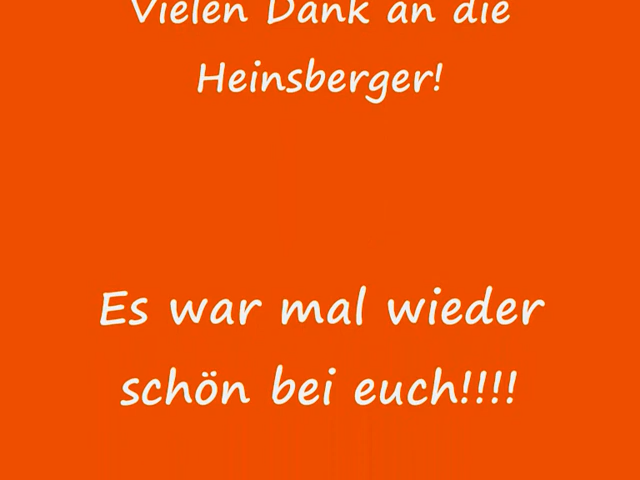 Vielen Dank an die
Heinsberger!
Es war mal wieder
schön bei euch!!!!